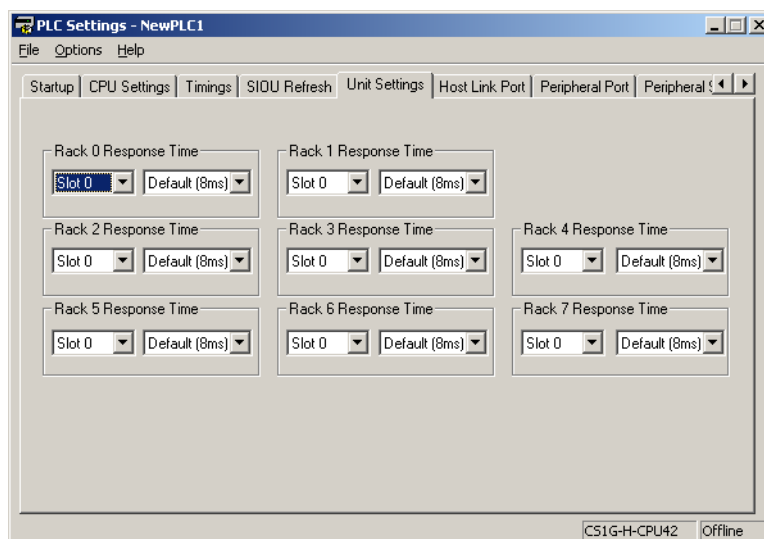 PLC Settings - NewPLC1
File Options Help
Startup CPU Settings Timings SIOU Refresh Unit Settings Host Link Port Peripheral Port Peripheral
Rack 0 Response Time Rack 1 Response Time
Slot 0 Default (8ms) Slot 0 Default (8ms)
Rack 2 Response Time Rack 3 Response Time Rack 4 Response Time
Slot 0 Default (8ms) Slot 0 Default (8ms) Slot 0 Default (8ms)
Rack 5 Response Time Rack 6 Response Time Rack 7 Response Time
Slot 0 Default (8ms) Slot 0 Default (8ms) Slot 0 Default (8ms)
CS1G-H-CPU42 Offline